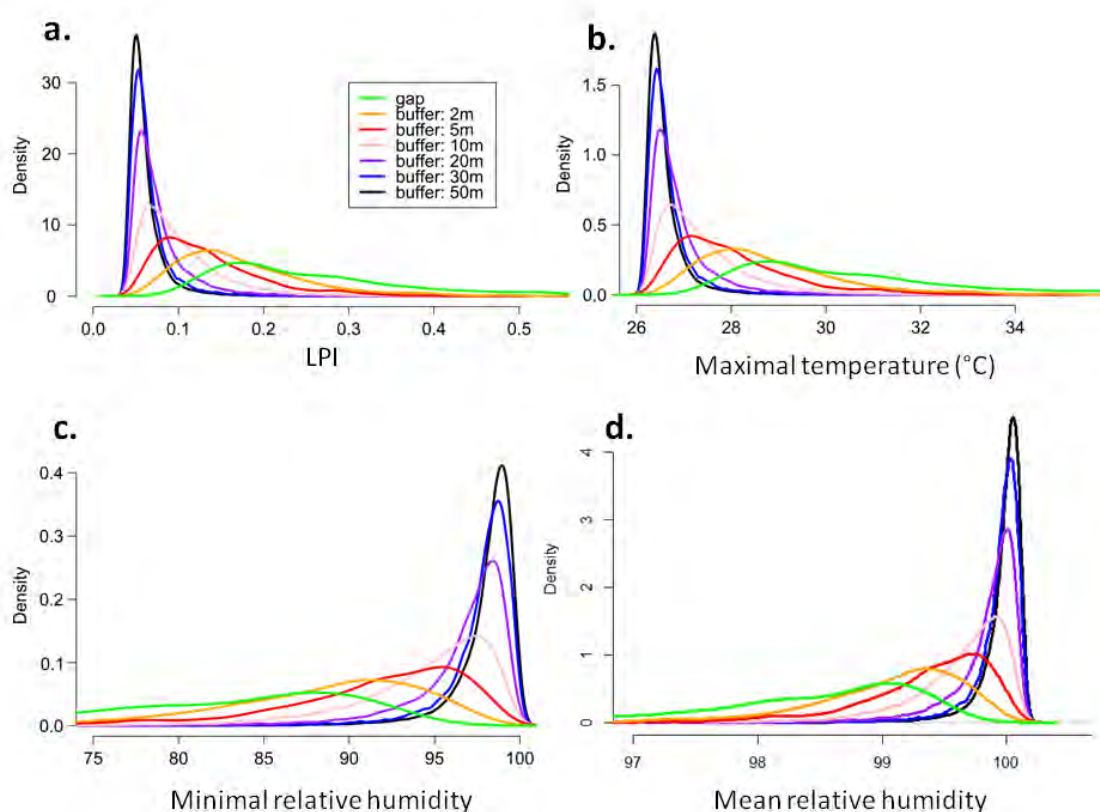 a.
30
20
10
0
Density
0.0 0.1 0.2 0.3 0.4 0.5
LPI
gap
buffer: 2m
buffer: 5m
buffer: 10m
buffer: 20m
buffer: 30m
buffer: 50m
b.
1.5
1.0
0.5
0.0
Density
26 28 30 32 34
Maximal temperature (°C)
c.
0.4
0.3
0.2
0.1
0.0
Density
75 80 85 90 95 100
Minimal relative humidity
d.
4
3
2
1
0
Density
97 98 99 100
Mean relative humidity